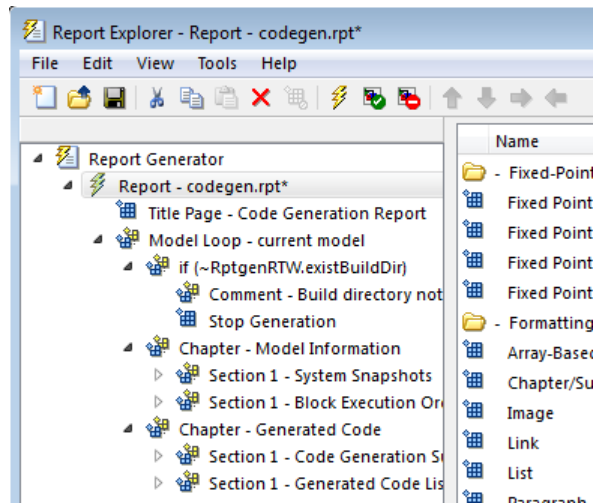 Report Explorer - Report - codegen.rpt*
File Edit View Tools Help
Name
Report Generator
Report - codegen.rpt*
Title Page - Code Generation Report
Model Loop - current model
if (~RptgenRTW.existBuildDir)
Comment - Build directory not
Stop Generation
Chapter - Model Information
Section 1 - System Snapshots
Section 1 - Block Execution
Chapter - Generated Code
Section 1 - Code Generation
Section 1 - Generated Code
- Fixed-Point
Fixed Point
Fixed Point
Fixed Point
Fixed Point
- Formatting
Array-Based
Chapter/Su
Image
Link
List
Paragraph